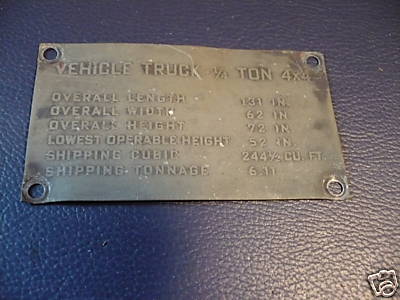 VEHICLE TRUCK ¼ TON 4x4
OVERALL LENGTH 131 IN.
OVERALL WIDTH 62 IN.
OVERALL HEIGHT 72 IN.
LOWEST OPERABLE HEIGHT 52 IN.
SHIPPING CUBIC 244¼ CU. FT.
SHIPPING TONNAGE 6.11